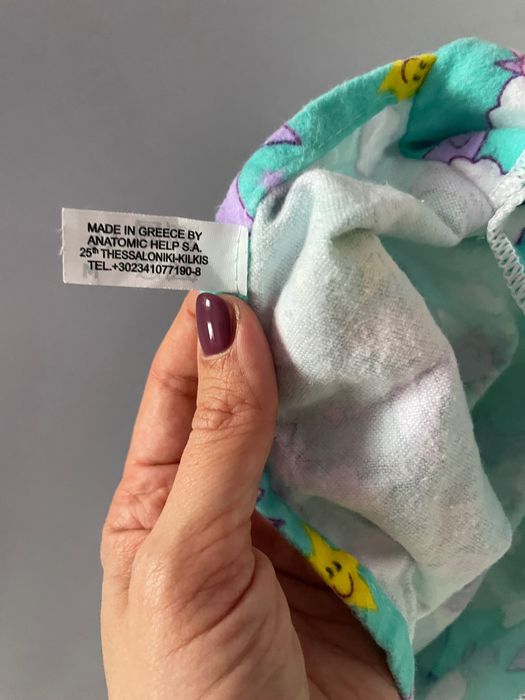 MADE IN GREECE BY
ANATOMIC HELP S.A.
25th THESSALONIKI-KILKIS
TEL.+302341077190-8